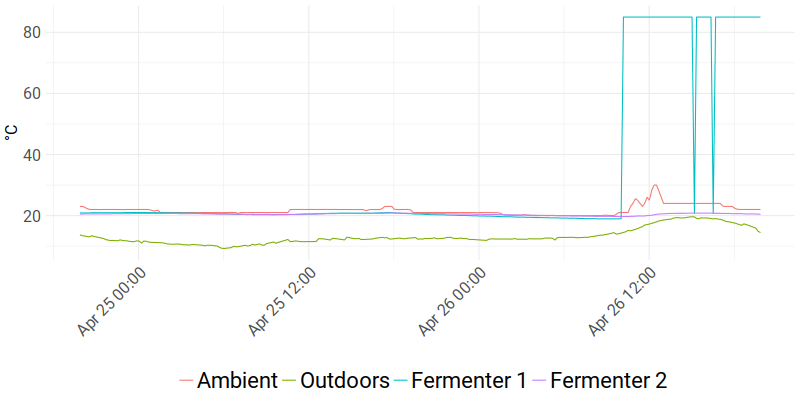 80
60
40
20
°C
Apr 25 00:00
Apr 25 12:00
Apr 26 00:00
Apr 26 12:00
Ambient Outdoors Fermenter 1 Fermenter 2